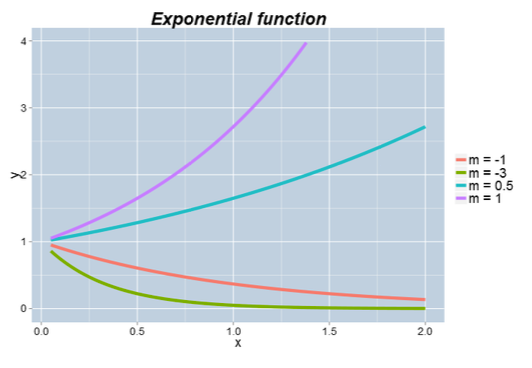 Exponential function
4
3
2
1
0
y
0.0
0.5
1.0
1.5
2.0
x
m = -1
m = -3
m = 0.5
m = 1